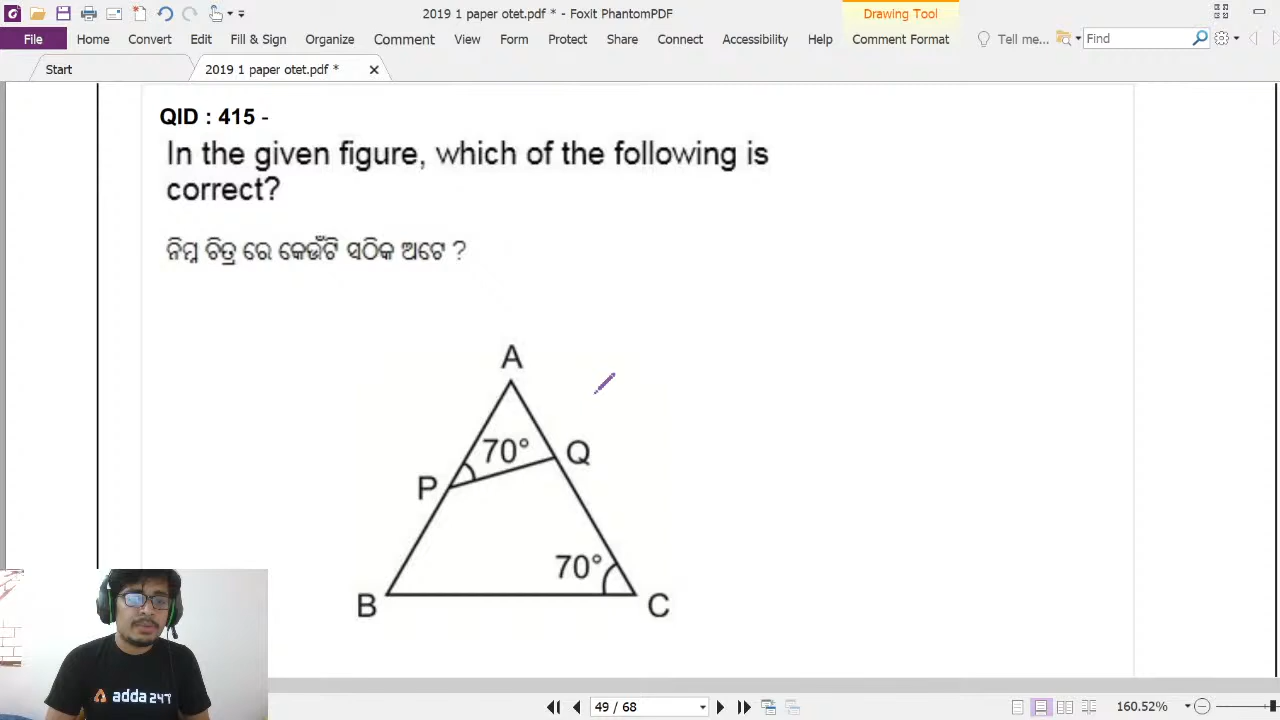 2019 1 paper otet.pdf * - Foxit PhantomPDF
Drawing Tool
File Home Convert Edit Fill & Sign Organize Comment View Form Protect Share Connect Accessibility Help Comment Format Tell me... Find
Start 2019 1 paper otet.pdf *
QID : 415 -
In the given figure, which of the following is
correct?
ନିମ୍ନ ଚିତ୍ର ରେ କେଉଁଟି ସଠିକ ଅଟେ ?
A
70° Q
P
70°
B C
adda247
49 / 68 160.52%